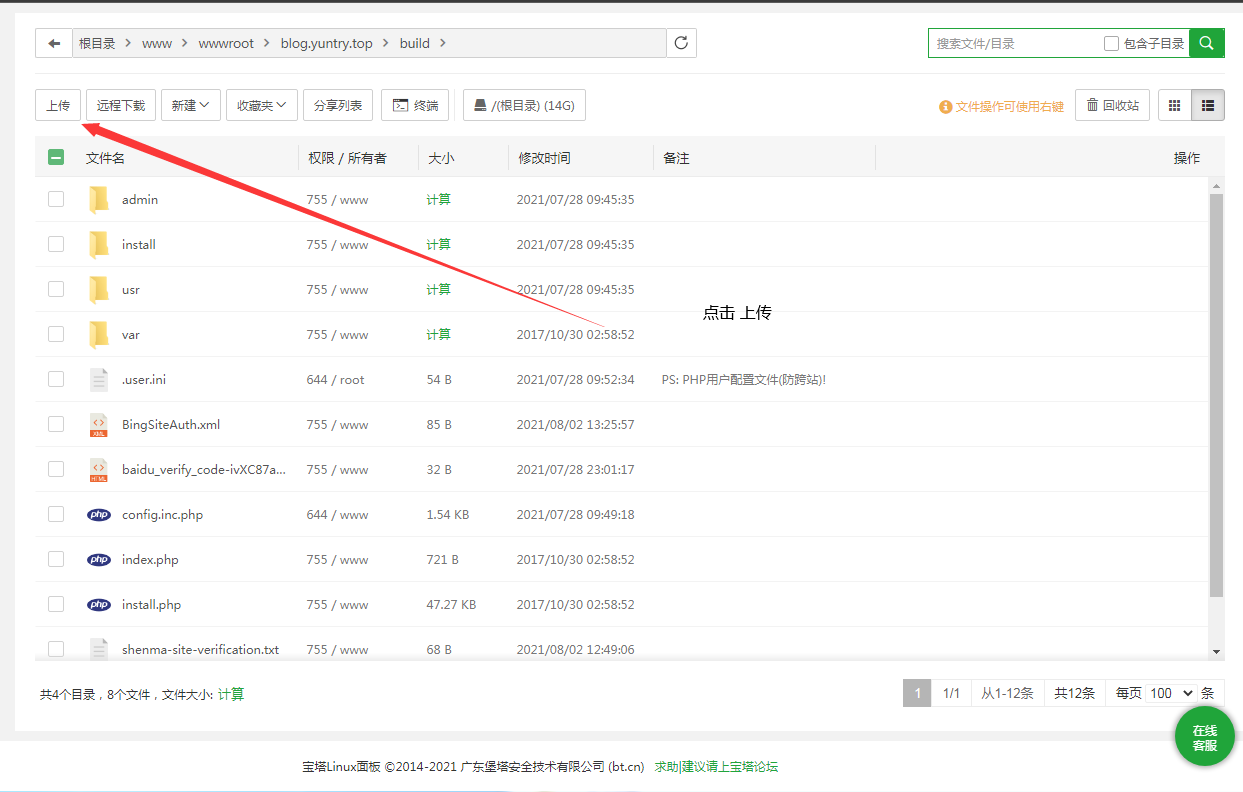 根目录 > www > wwwroot > blog.yuntry.top > build >
搜索文件/目录 包含子目录
上传 远程下载 新建 收藏夹 分享列表 终端 /(根目录) (14G) 文件操作可使用右键 回收站
文件名 权限 / 所有者 大小 修改时间 备注 操作
admin 755 / www 计算 2021/07/28 09:45:35
install 755 / www 计算 2021/07/28 09:45:35
usr 755 / www 计算 2021/07/28 09:45:35
点击 上传
var 755 / www 计算 2017/10/30 02:58:52
.user.ini 644 / root 54 B 2021/07/28 09:52:34 PS: PHP用户配置文件(防跨站)!
XML BingSiteAuth.xml 755 / www 85 B 2021/08/02 13:25:57
HTML baidu_verify_code-ivXC87a... 755 / www 32 B 2021/07/28 23:01:17
php config.inc.php 644 / www 1.54 KB 2021/07/28 09:49:18
php index.php 755 / www 721 B 2017/10/30 02:58:52
php install.php 755 / www 47.27 KB 2017/10/30 02:58:52
shenma-site-verification.txt 755 / www 68 B 2021/08/02 12:49:06
共4个目录，8个文件，文件大小: 计算
1 1/1 从1-12条 共12条 每页 100 条
在线
客服
宝塔Linux面板 ©2014-2021 广东堡塔安全技术有限公司 (bt.cn) 求助|建议请上宝塔论坛